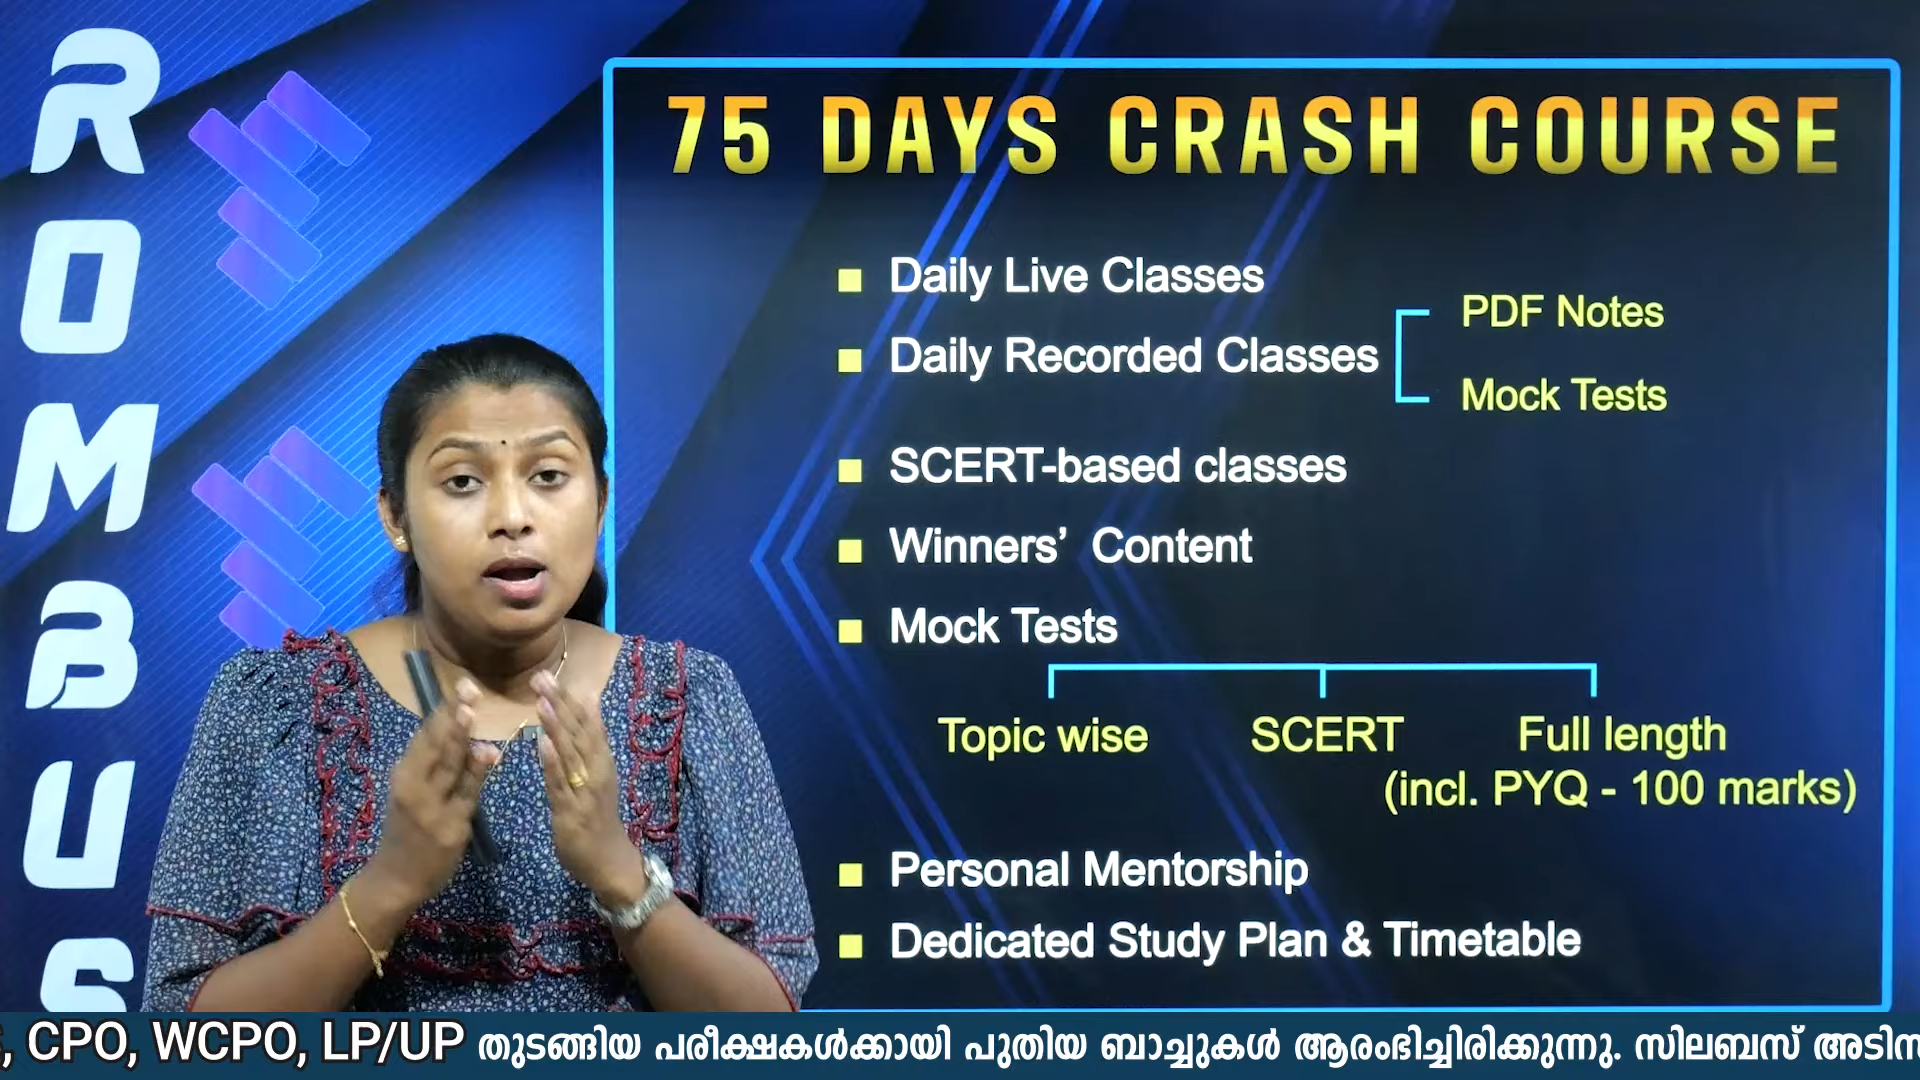 ROMBUS
75 DAYS CRASH COURSE
Daily Live Classes
Daily Recorded Classes
PDF Notes
Mock Tests
SCERT-based classes
Winners’ Content
Mock Tests
Topic wise
SCERT
Full length
(incl. PYQ - 100 marks)
Personal Mentorship
Dedicated Study Plan & Timetable
, CPO, WCPO, LP/UP തുടങ്ങിയ പരീക്ഷകൾക്കായി പുതിയ ബാച്ചുകൾ ആരംഭിച്ചിരിക്കുന്നു. സിലബസ്